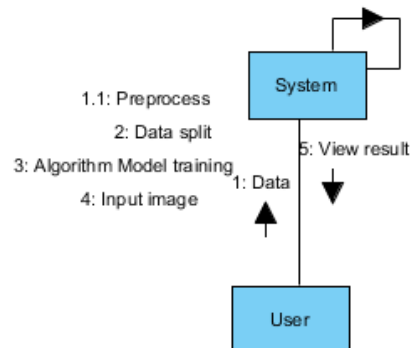 System
1.1: Preprocess
2: Data split
3: Algorithm Model training
4: Input image
1: Data
5: View result
User